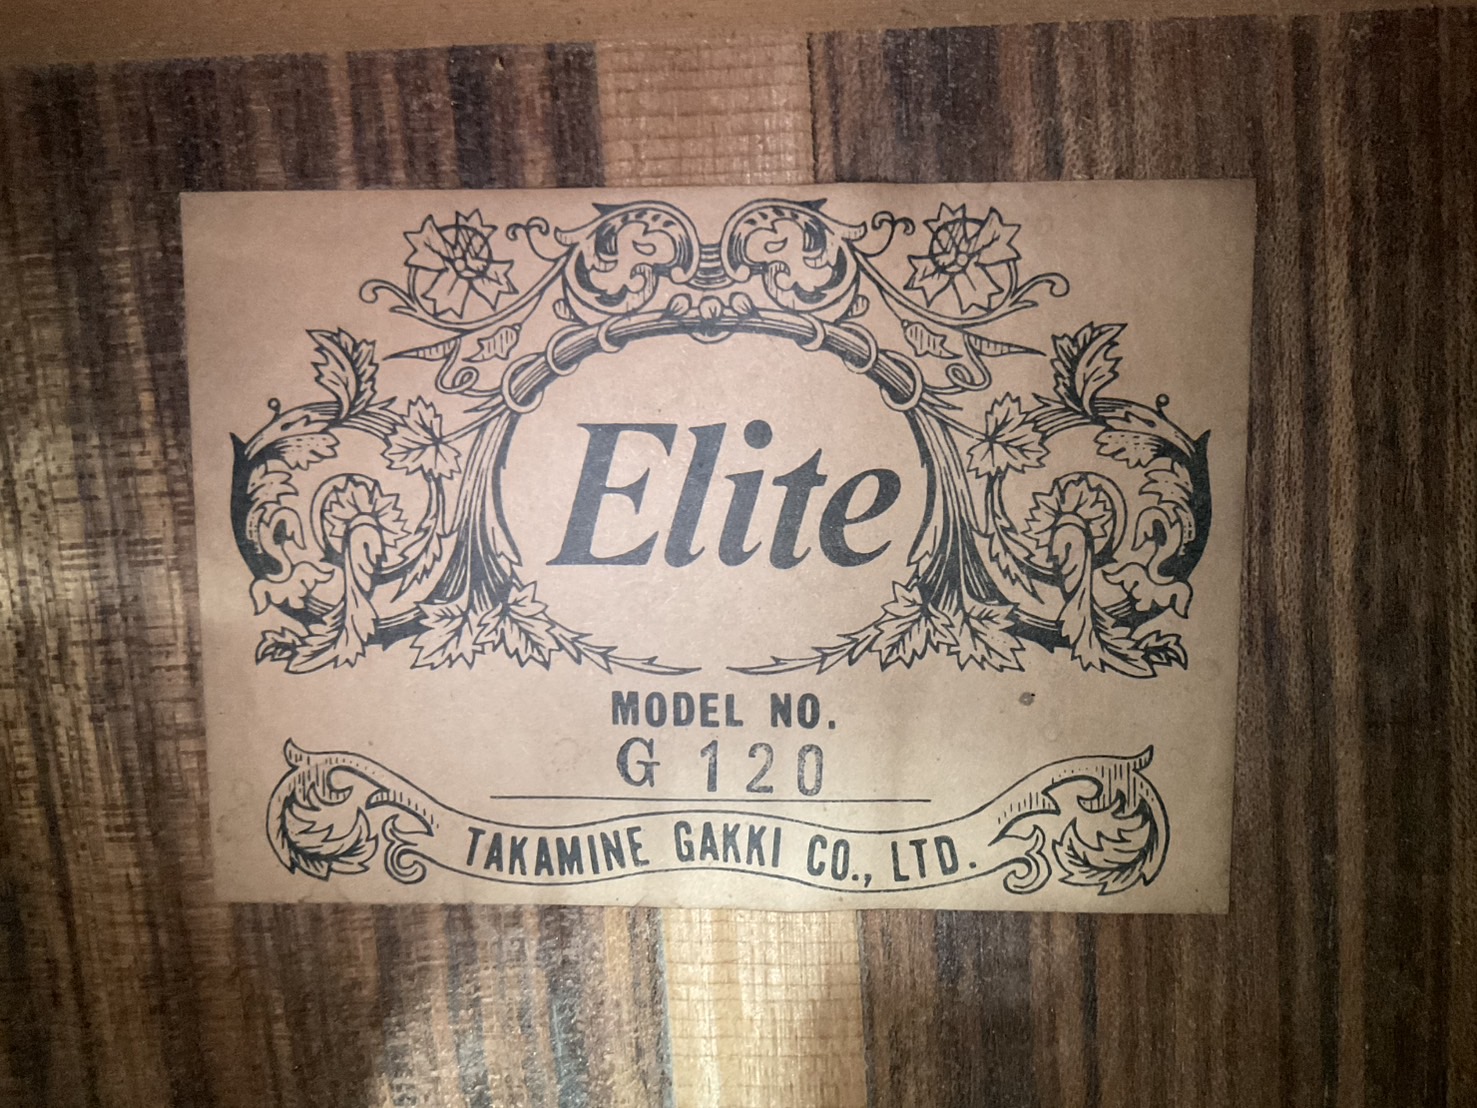 Elite
MODEL NO.
G 120
TAKAMINE GAKKI CO., LTD.